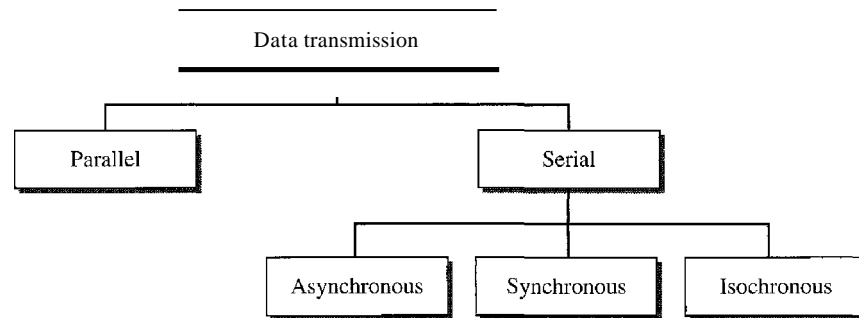 Data transmission
Parallel
Serial
Asynchronous
Synchronous
Isochronous